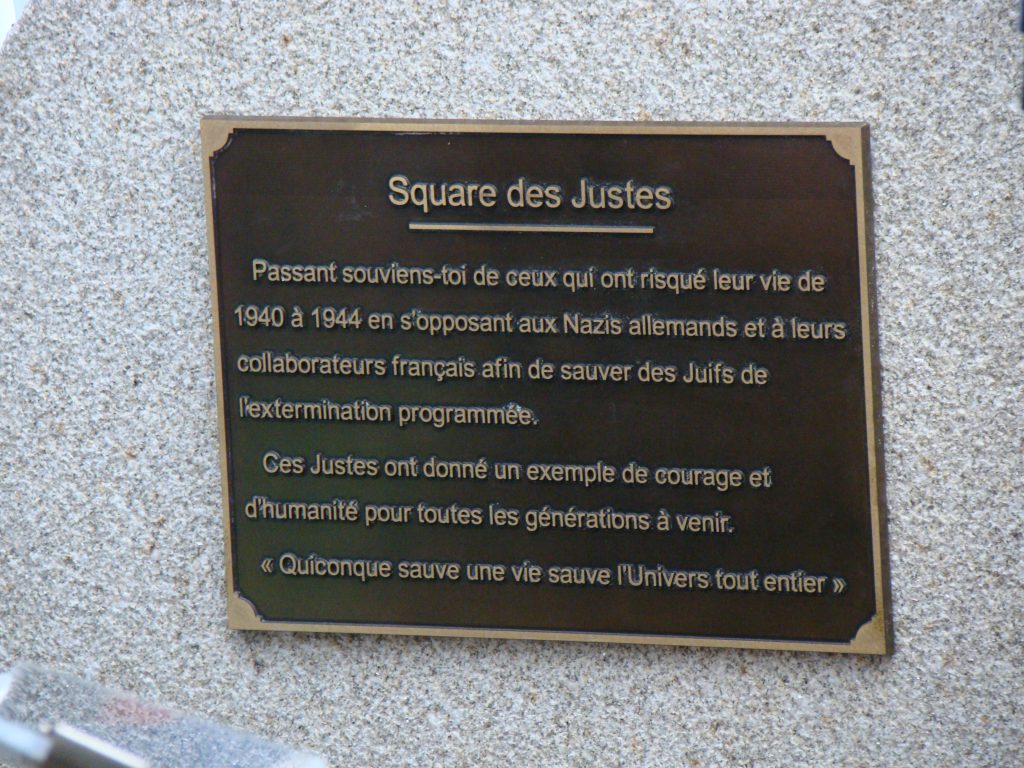 Square des Justes
Passant souviens-toi de ceux qui ont risqué leur vie de
1940 à 1944 en s'opposant aux Nazis allemands et à leurs
collaborateurs français afin de sauver des Juifs de
l'extermination programmée.
Ces Justes ont donné un exemple de courage et
d'humanité pour toutes les générations à venir.
« Quiconque sauve une vie sauve l'Univers tout entier »